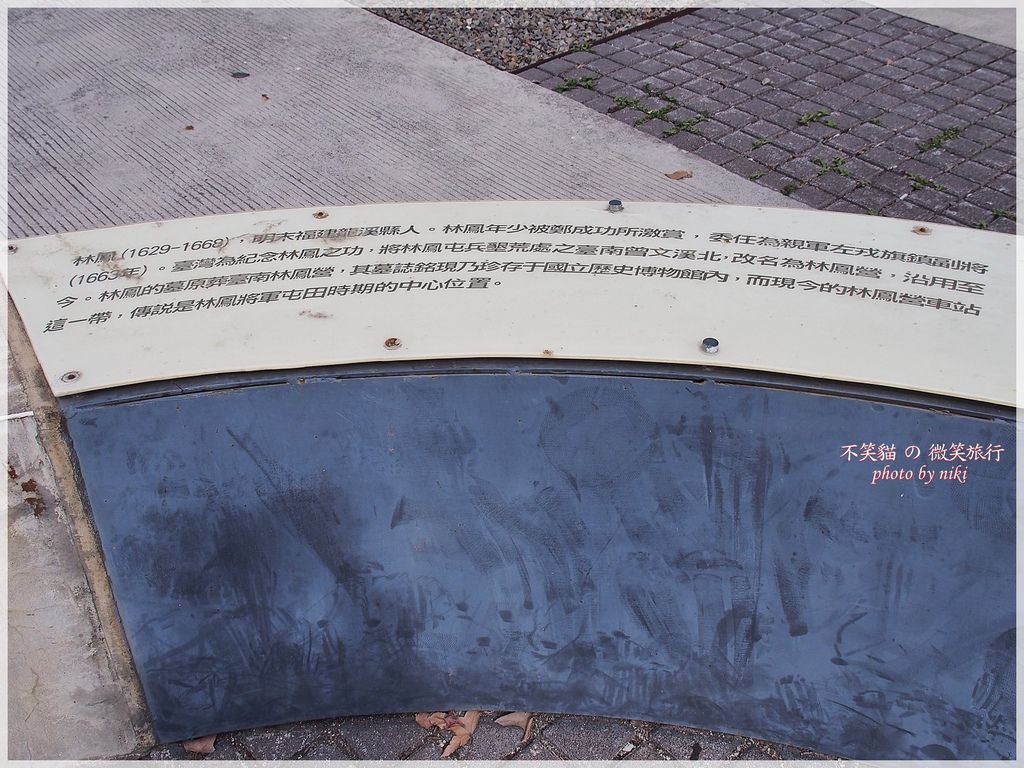 林鳳 (1629-1668)，明末福建龍溪縣人。林鳳年少被鄭成功所激賞，委任為親軍左戎旗鎮副將
(1663年)。臺灣為紀念林鳳之功，將林鳳屯兵墾荒處之臺南曾文溪北，改名為林鳳營，沿用至
今。林鳳的墓原葬臺南林鳳營，其墓誌銘現乃珍存于國立歷史博物館內，而現今的林鳳營車站
這一帶，傳說是林鳳將軍屯田時期的中心位置。
不笑貓 の 微笑旅行
photo by niki